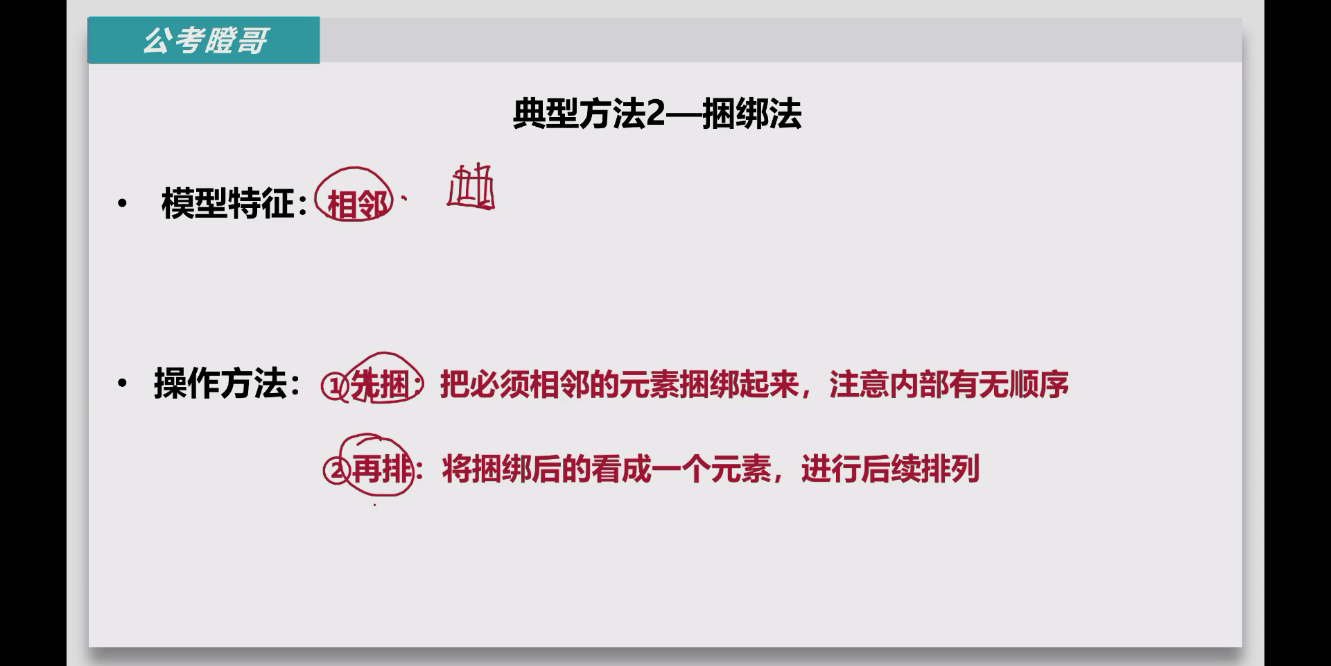 公考瞪哥
典型方法2—捆绑法
• 模型特征：相邻
• 操作方法：①先捆：把必须相邻的元素捆绑起来，注意内部有无顺序
②再排：将捆绑后的看成一个元素，进行后续排列